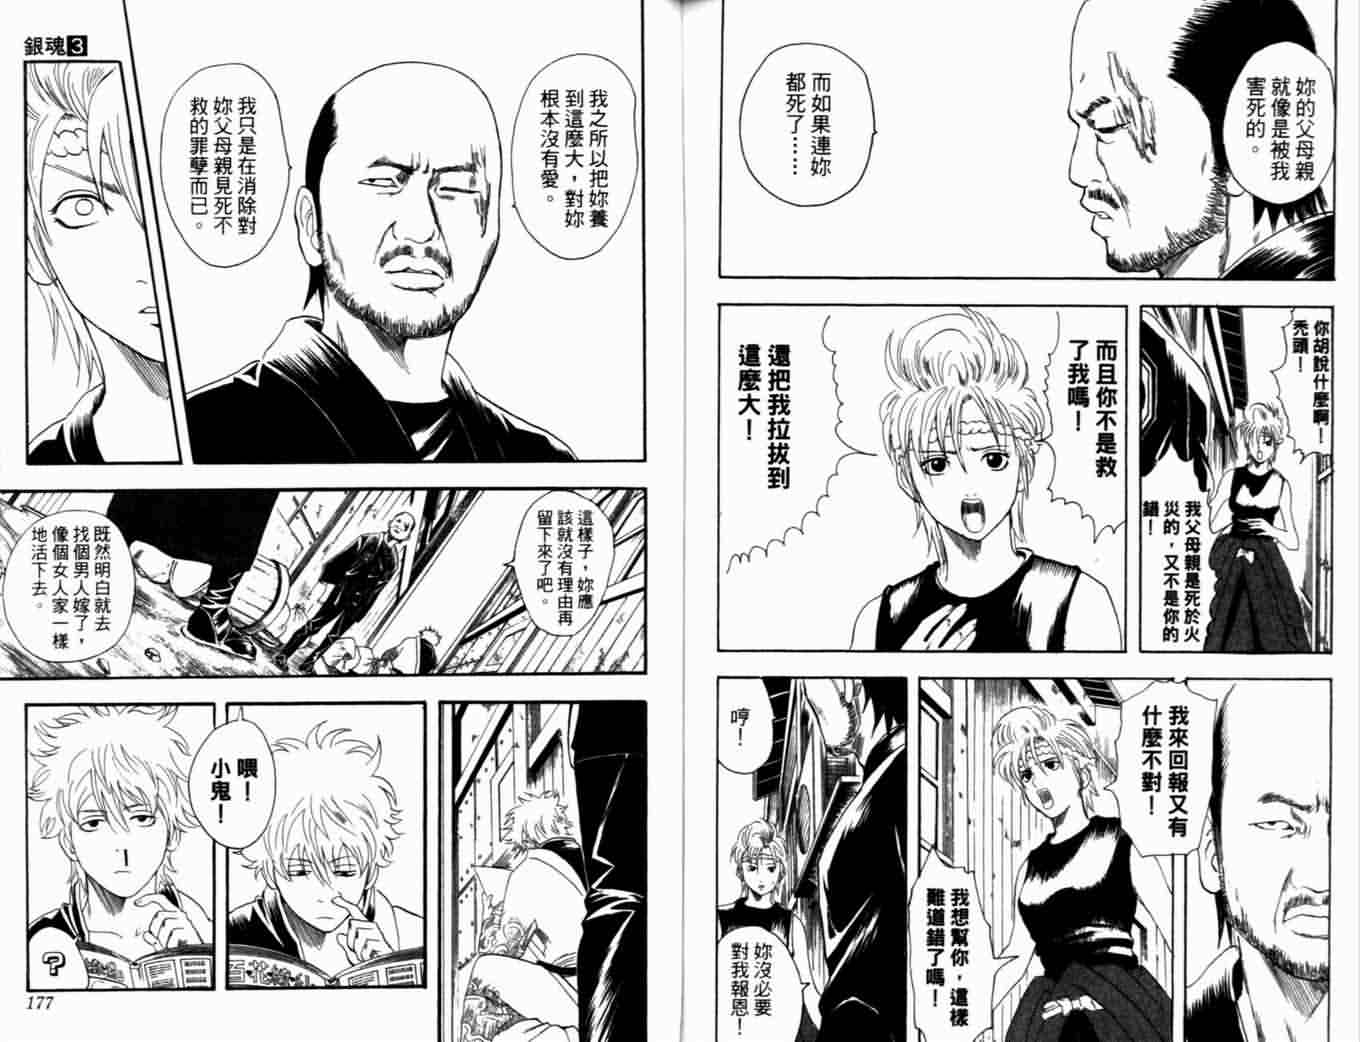 妳的父母親
就像是被我
害死的。
而如果連妳
都死了……
你胡說什麼啊！
禿頭！
我父母親是死於火
災的，又不是你的
錯！
而且你不是救
了我嗎！
還把我拉拔到
這麼大！
我來回報又有
什麼不對！
我想幫你，這樣
難道錯了嗎！
哼！
妳沒必要
對我報恩！
銀魂3
我之所以把妳養
到這麼大，對妳
根本沒有愛。
我只是在消除對
妳父母親見死不
救的罪孽而已。
這樣子，妳應
該就沒有理由再
留下來了吧。
既然明白就去
找個男人嫁了，
像個女人家一樣
地活下去。
喂！
小鬼！
?
177